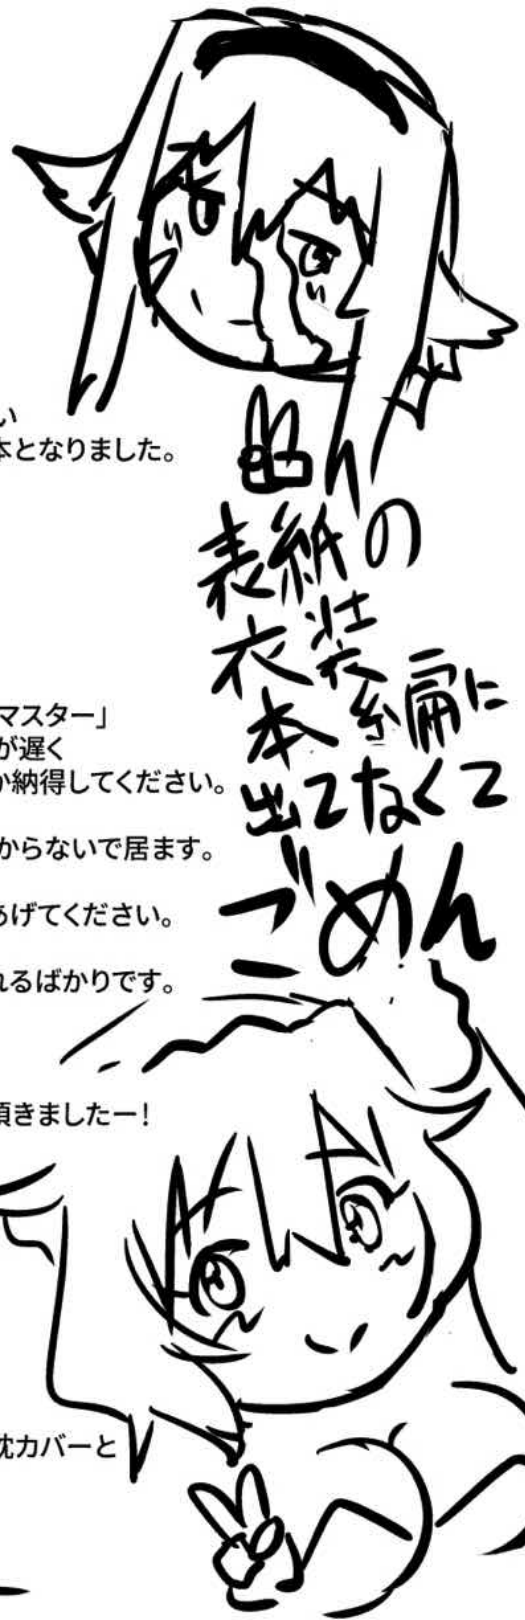 い
本となりました。
マスター」
が遅く
か納得してください。
からないで居ます。
あげてください。
れるばかりです。
頂きましたー!
枕カバーと
表紙の
衣装
本編に
出てなくて
ごめん